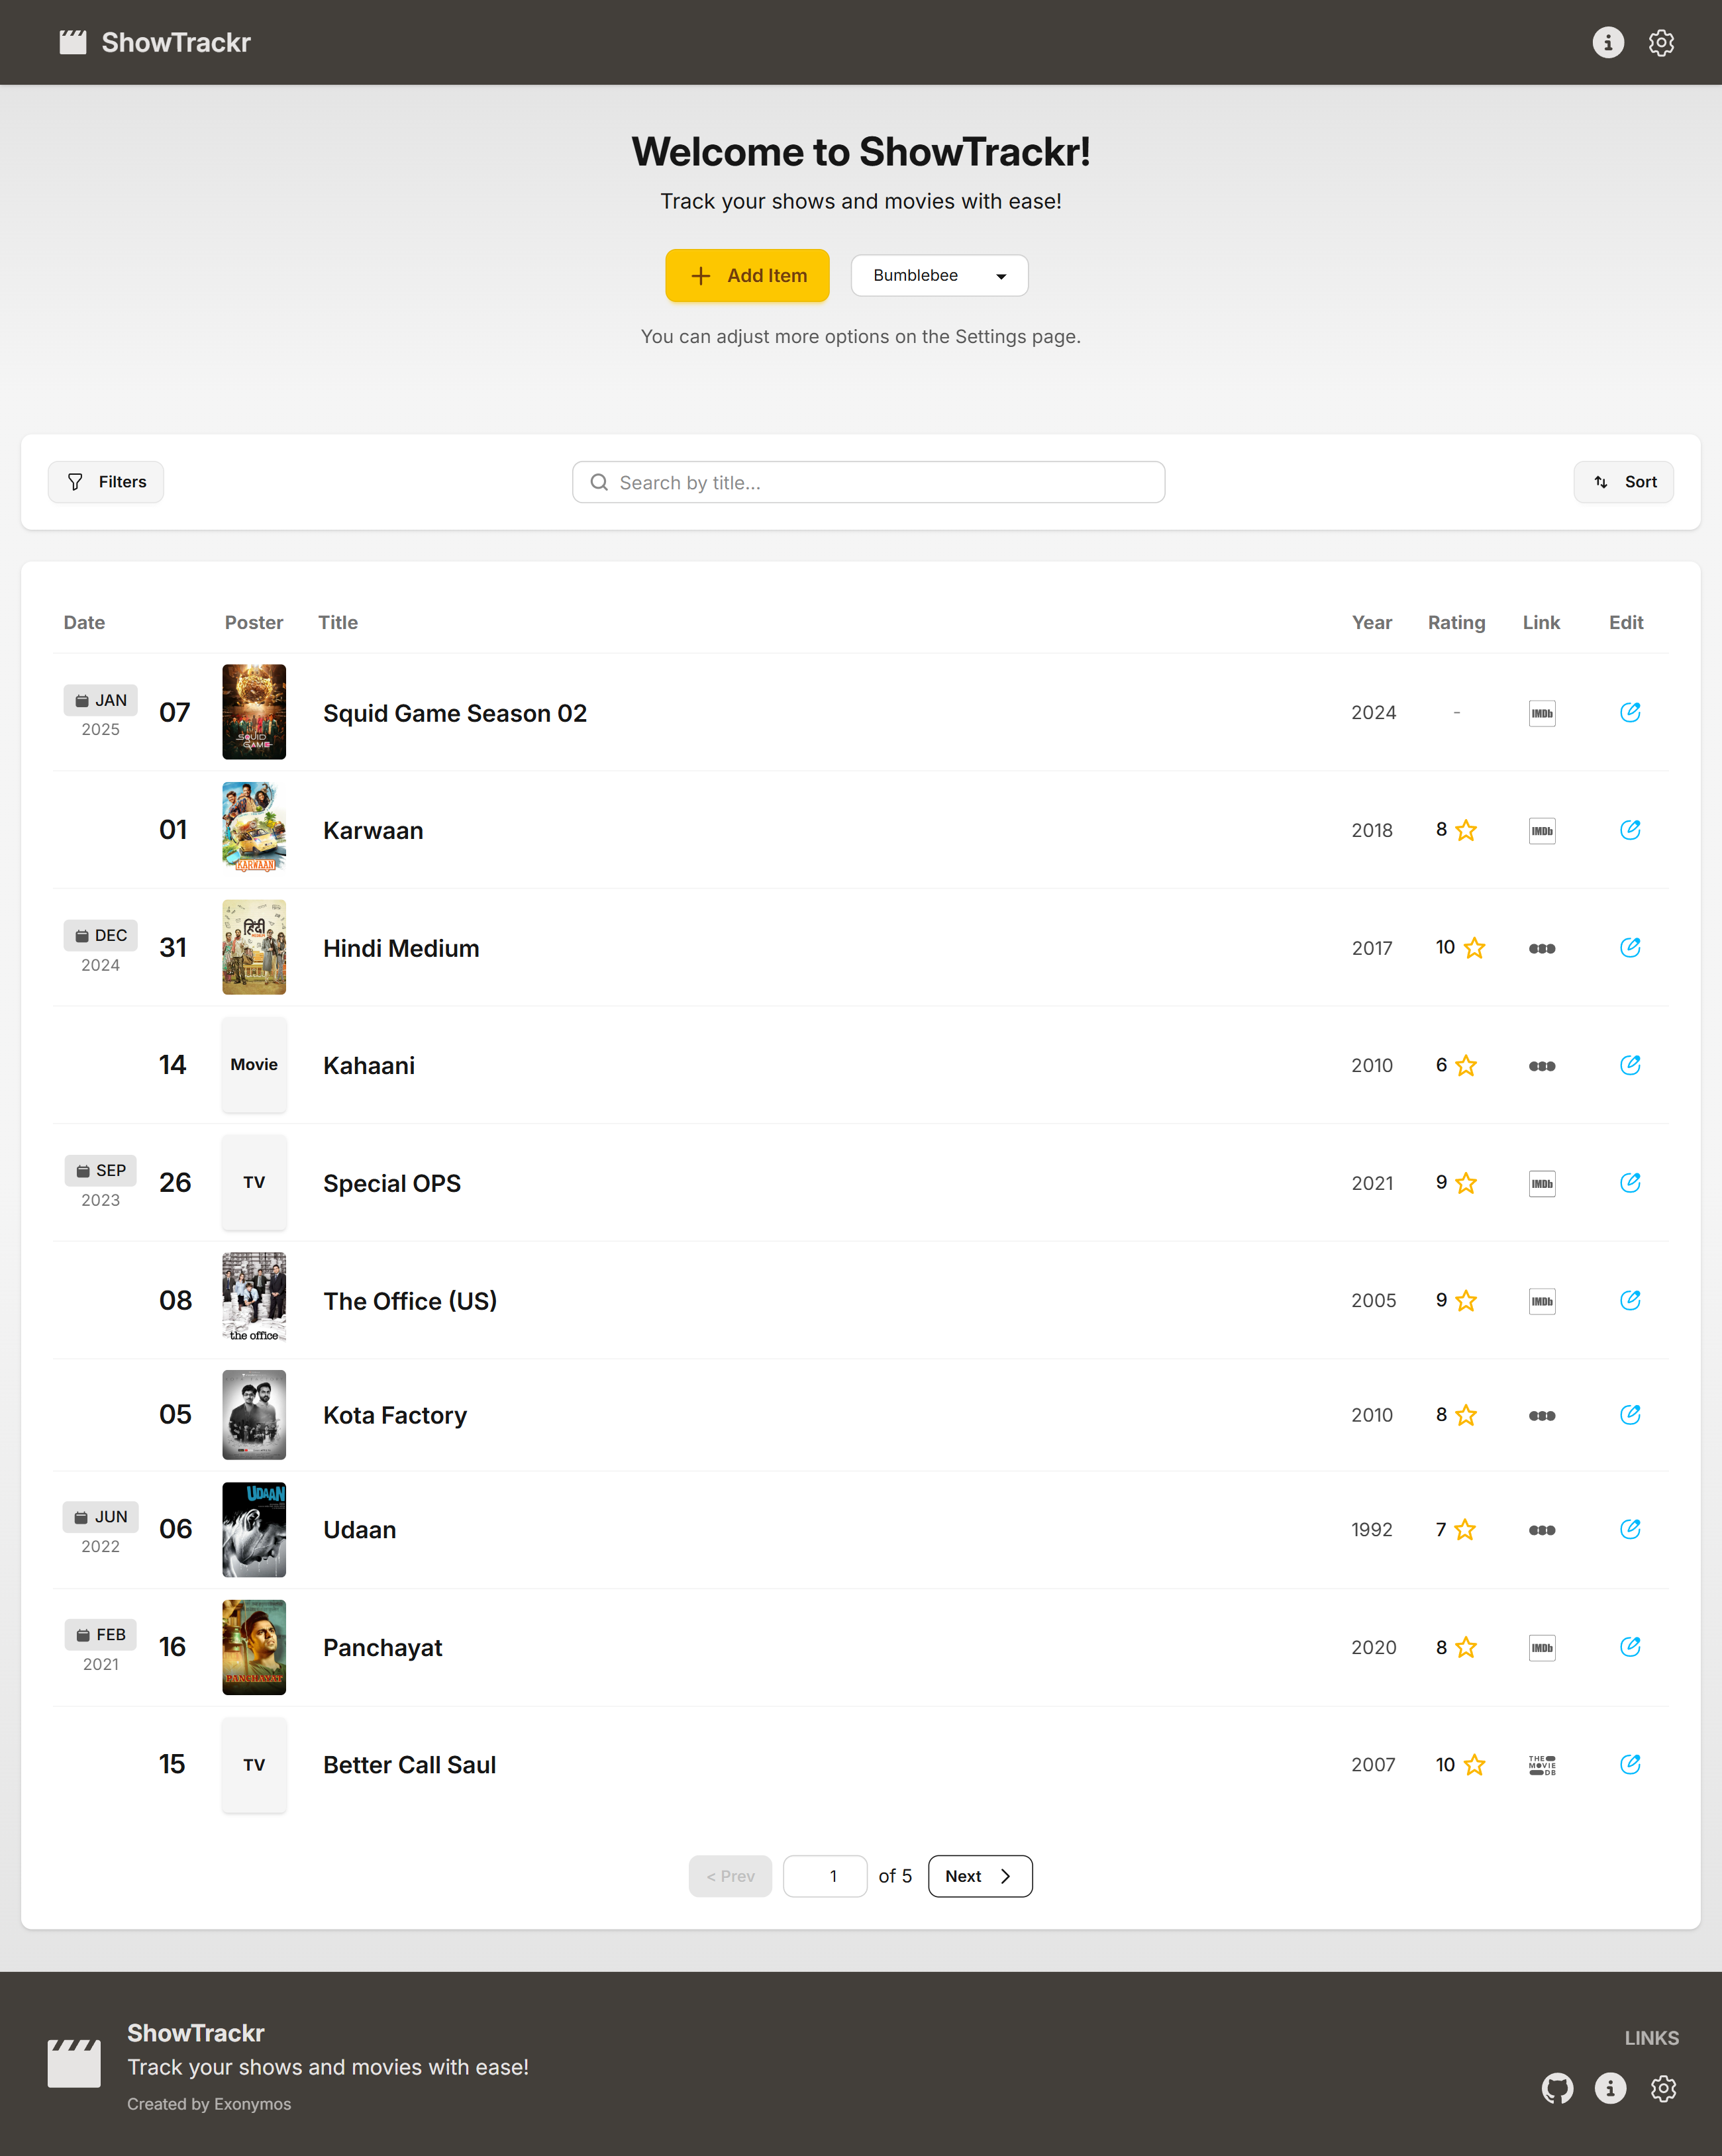 ShowTrackr
Welcome to ShowTrackr!
Track your shows and movies with ease!
Add Item
Bumblebee
You can adjust more options on the Settings page.
Filters
Search by title...
Sort
Date Poster Title Year Rating Link Edit
JAN
2025
07
SQUID
GAME
Squid Game Season 02
2024 - IMDb
01
KARWAAN
Karwaan
2018 8 IMDb
DEC
2024
31
हिंदी
Hindi Medium
2017 10
14 Movie Kahaani 2010 6
SEP
2023
26 TV Special OPS 2021 9 IMDb
08
the office
The Office (US)
2005 9 IMDb
05 Kota Factory 2010 8
JUN
2022
06
UDAAN
Udaan
1992 7
FEB
2021
16
PANCHAYAT
Panchayat
2020 8 IMDb
15 TV Better Call Saul 2007 10
THE
MOVIE
DB
< Prev 1 of 5 Next
ShowTrackr
Track your shows and movies with ease!
Created by Exonymos
LINKS